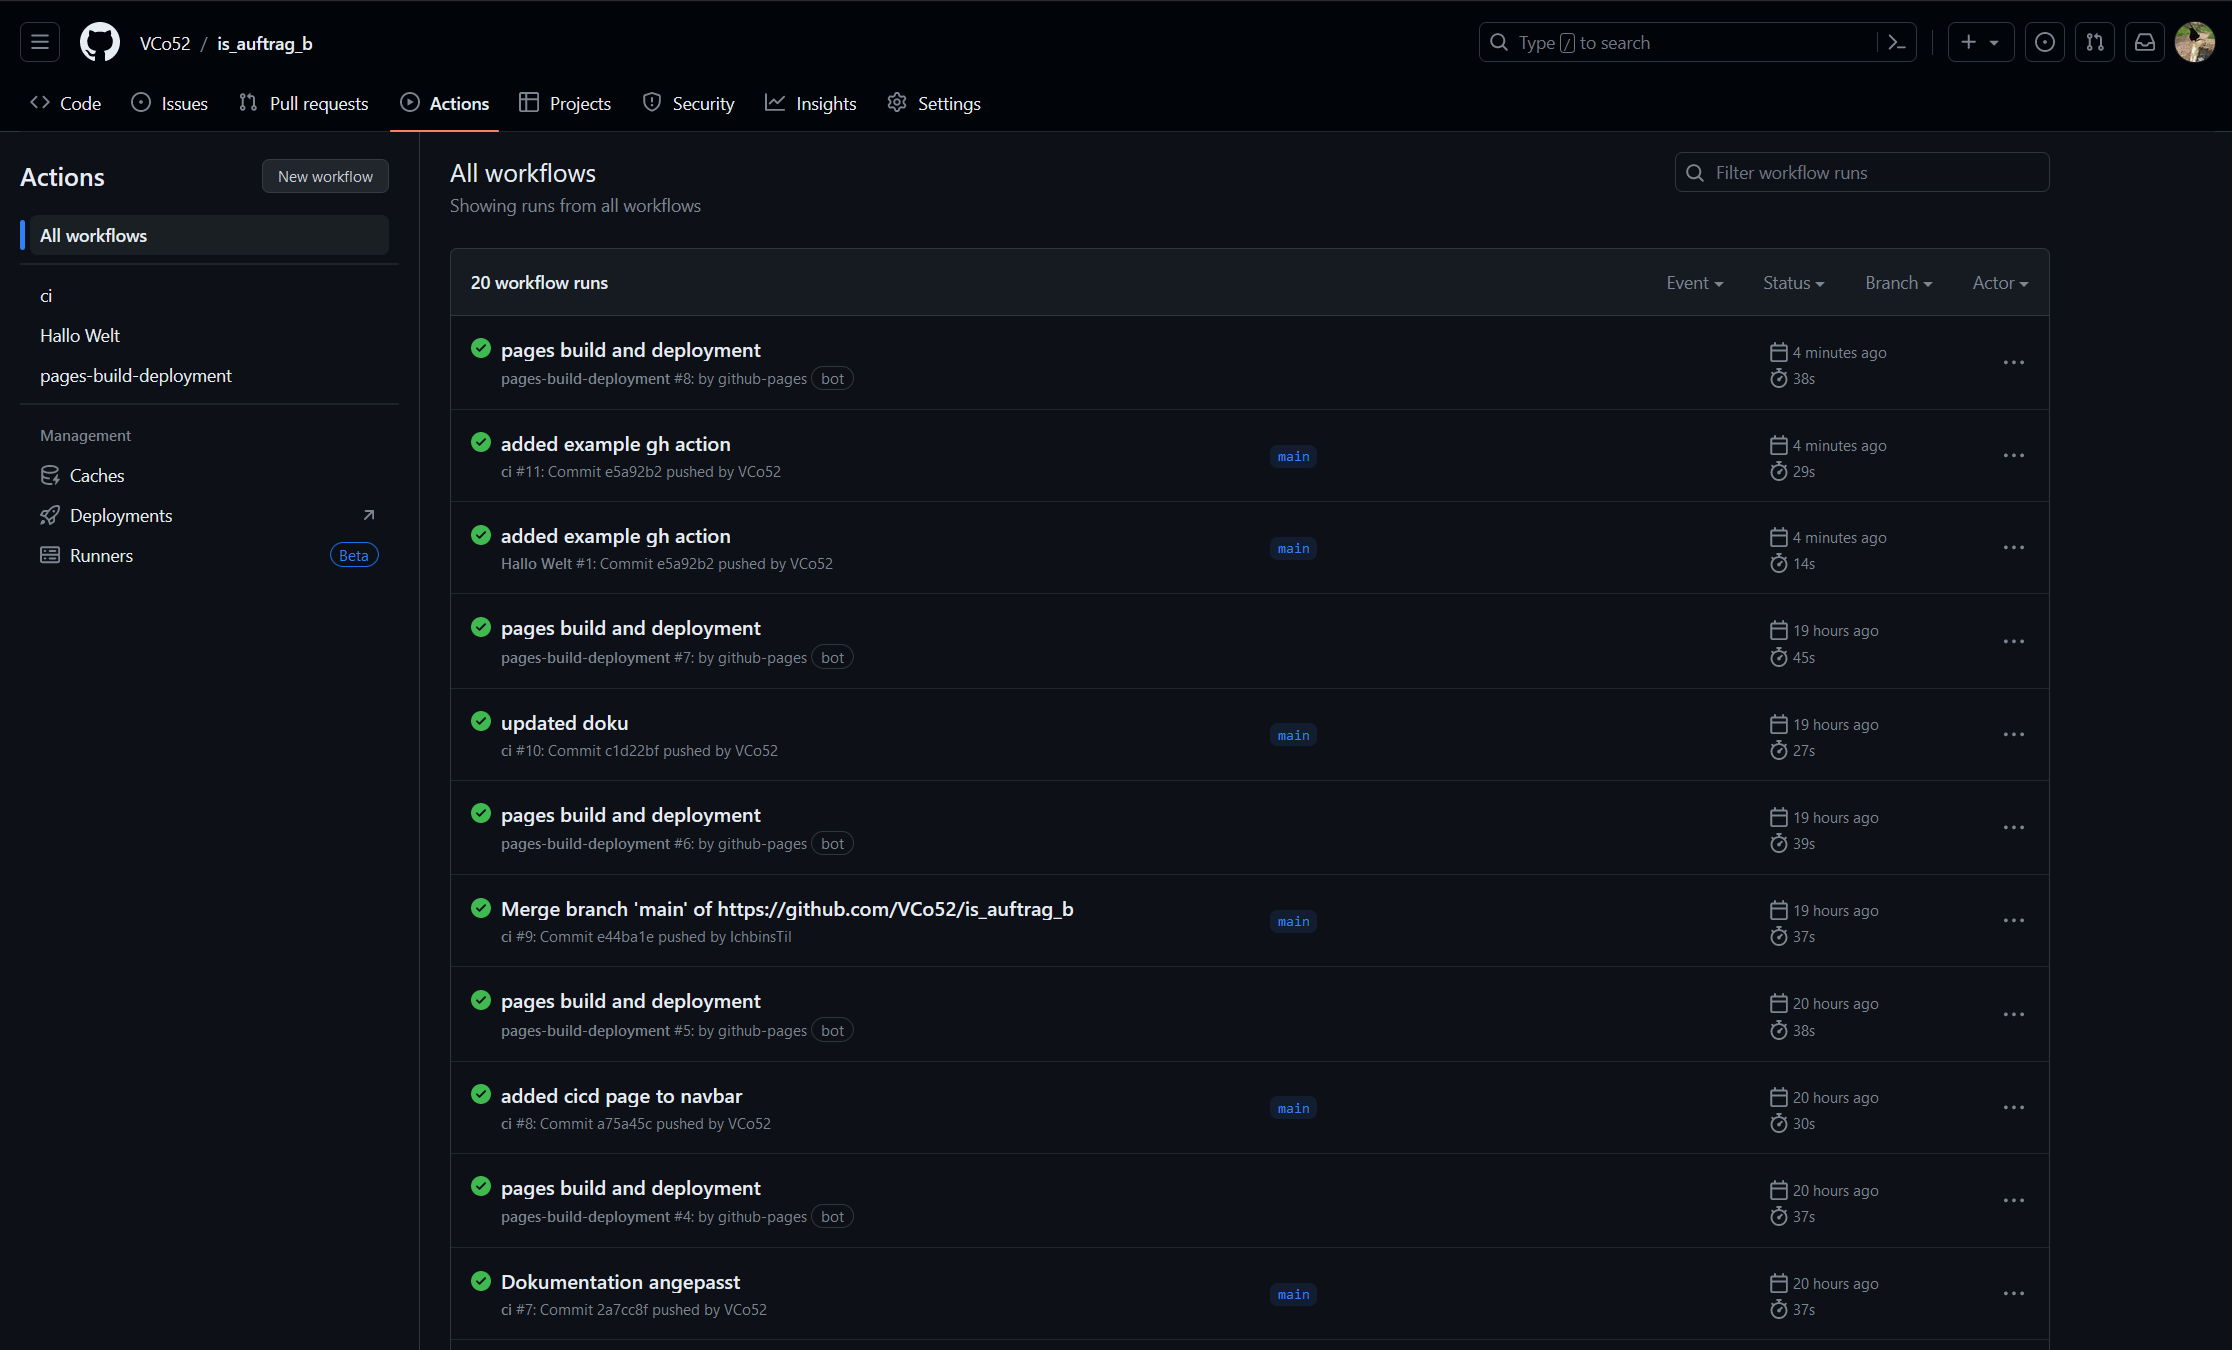 VCo52 / is_auftrag_b
Type / to search
Code Issues Pull requests Actions Projects Security Insights Settings
Actions
New workflow
All workflows
ci
Hallo Welt
pages-build-deployment
Management
Caches
Deployments
Runners Beta
All workflows
Showing runs from all workflows
Filter workflow runs
20 workflow runs
Event Status Branch Actor
pages build and deployment
pages-build-deployment #8: by github-pages bot
4 minutes ago
38s
added example gh action
ci #11: Commit e5a92b2 pushed by VCo52
main
4 minutes ago
29s
added example gh action
Hallo Welt #1: Commit e5a92b2 pushed by VCo52
main
4 minutes ago
14s
pages build and deployment
pages-build-deployment #7: by github-pages bot
19 hours ago
45s
updated doku
ci #10: Commit c1d22bf pushed by VCo52
main
19 hours ago
27s
pages build and deployment
pages-build-deployment #6: by github-pages bot
19 hours ago
39s
Merge branch 'main' of https://github.com/VCo52/is_auftrag_b
ci #9: Commit e44ba1e pushed by IchbinsTil
main
19 hours ago
37s
pages build and deployment
pages-build-deployment #5: by github-pages bot
20 hours ago
38s
added cicd page to navbar
ci #8: Commit a75a45c pushed by VCo52
main
20 hours ago
30s
pages build and deployment
pages-build-deployment #4: by github-pages bot
20 hours ago
37s
Dokumentation angepasst
ci #7: Commit 2a7cc8f pushed by VCo52
main
20 hours ago
37s